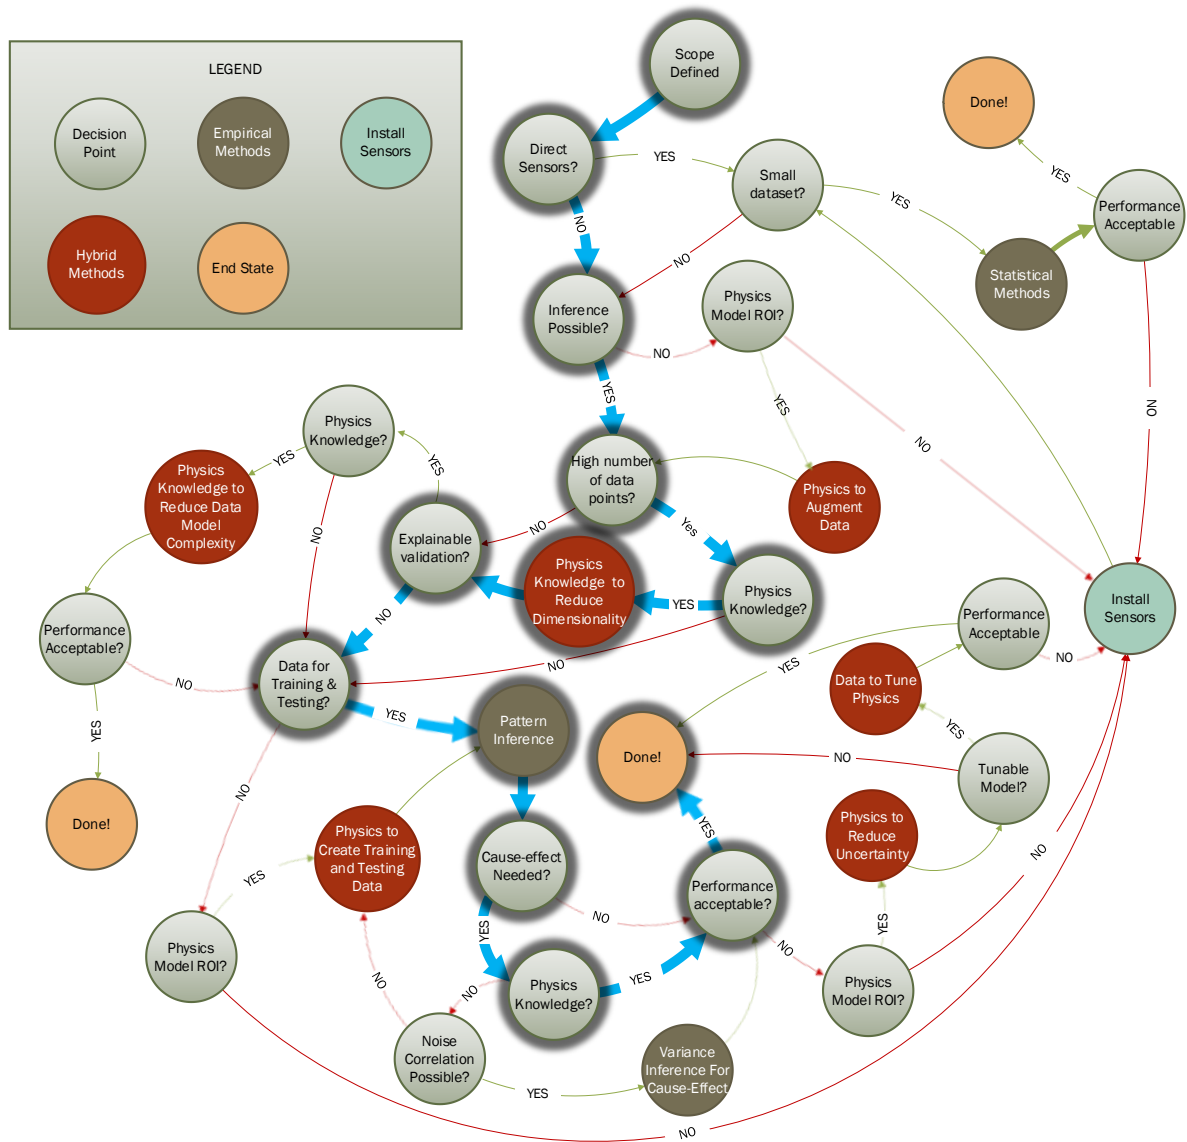 LEGEND
Decision
Point
Empirical
Methods
Install
Sensors
Hybrid
Methods
End State
Scope
Defined
Done!
Direct
Sensors?
YES
Small
dataset?
YES
YES
Performance
Acceptable
NO
Statistical
Methods
NO
Inference
Possible?
Physics
Model ROI?
NO
YES
YES
NO
NO
Physics
Knowledge?
YES
Physics
Knowledge to
Reduce Data
Model
Complexity
YES
High number
of data
points?
Physics to
Augment
Data
NO
NO
Yes
Explainable
validation?
Physics
Knowledge to
Reduce
Dimensionality
YES
Physics
Knowledge?
Install
Sensors
Performance
Acceptable
NO
Performance
Acceptable?
NO
NO
NO
YES
Data for
Training &
Testing?
Data to Tune
Physics
YES
YES
Pattern
Inference
Done!
NO
YES
Tunable
Model?
NO
Done!
Physics to
Create Training
and Testing
Data
YES
Physics to
Reduce
Uncertainty
NO
YES
Cause-effect
Needed?
Performance
acceptable?
NO
YES
YES
NO
Physics
Model ROI?
NO
NO
Physics
Knowledge?
YES
Physics
Model ROI?
Noise
Correlation
Possible?
YES
Variance
Inference For
Cause-Effect
NO